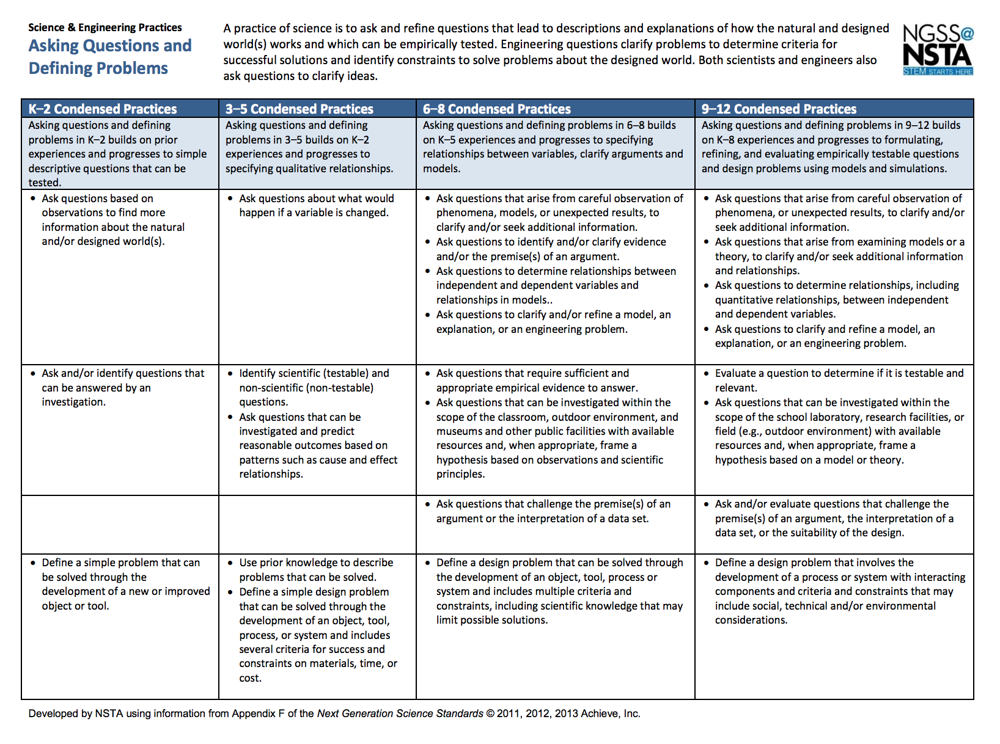 Science & Engineering Practices
Asking Questions and
Defining Problems
A practice of science is to ask and refine questions that lead to descriptions and explanations of how the natural and designed
world(s) works and which can be empirically tested. Engineering questions clarify problems to determine criteria for
successful solutions and identify constraints to solve problems about the designed world. Both scientists and engineers also
ask questions to clarify ideas.
NGSS@
NSTA
STEM STARTS HERE
K–2 Condensed Practices
3–5 Condensed Practices
6–8 Condensed Practices
9–12 Condensed Practices
Asking questions and defining
problems in K–2 builds on prior
experiences and progresses to simple
descriptive questions that can be
tested.
Asking questions and defining
problems in 3–5 builds on K–2
experiences and progresses to
specifying qualitative relationships.
Asking questions and defining problems in 6–8 builds
on K–5 experiences and progresses to specifying
relationships between variables, clarify arguments and
models.
Asking questions and defining problems in 9–12 builds
on K–8 experiences and progresses to formulating,
refining, and evaluating empirically testable questions
and design problems using models and simulations.
• Ask questions based on
observations to find more
information about the natural
and/or designed world(s).
• Ask questions about what would
happen if a variable is changed.
• Ask questions that arise from careful observation of
phenomena, models, or unexpected results, to
clarify and/or seek additional information.
• Ask questions to identify and/or clarify evidence
and/or the premise(s) of an argument.
• Ask questions to determine relationships between
independent and dependent variables and
relationships in models..
• Ask questions to clarify and/or refine a model, an
explanation, or an engineering problem.
• Ask questions that arise from careful observation of
phenomena, or unexpected results, to clarify and/or
seek additional information.
• Ask questions that arise from examining models or a
theory, to clarify and/or seek additional information
and relationships.
• Ask questions to determine relationships, including
quantitative relationships, between independent
and dependent variables.
• Ask questions to clarify and refine a model, an
explanation, or an engineering problem.
• Ask and/or identify questions that
can be answered by an
investigation.
• Identify scientific (testable) and
non-scientific (non-testable)
questions.
• Ask questions that can be
investigated and predict
reasonable outcomes based on
patterns such as cause and effect
relationships.
• Ask questions that require sufficient and
appropriate empirical evidence to answer.
• Ask questions that can be investigated within the
scope of the classroom, outdoor environment, and
museums and other public facilities with available
resources and, when appropriate, frame a
hypothesis based on observations and scientific
principles.
• Evaluate a question to determine if it is testable and
relevant.
• Ask questions that can be investigated within the
scope of the school laboratory, research facilities, or
field (e.g., outdoor environment) with available
resources and, when appropriate, frame a
hypothesis based on a model or theory.
• Ask questions that challenge the premise(s) of an
argument or the interpretation of a data set.
• Ask and/or evaluate questions that challenge the
premise(s) of an argument, the interpretation of a
data set, or the suitability of the design.
• Define a simple problem that can
be solved through the
development of a new or improved
object or tool.
• Use prior knowledge to describe
problems that can be solved.
• Define a simple design problem
that can be solved through the
development of an object, tool,
process, or system and includes
several criteria for success and
constraints on materials, time, or
cost.
• Define a design problem that can be solved through
the development of an object, tool, process or
system and includes multiple criteria and
constraints, including scientific knowledge that may
limit possible solutions.
• Define a design problem that involves the
development of a process or system with interacting
components and criteria and constraints that may
include social, technical and/or environmental
considerations.
Developed by NSTA using information from Appendix F of the Next Generation Science Standards © 2011, 2012, 2013 Achieve, Inc.